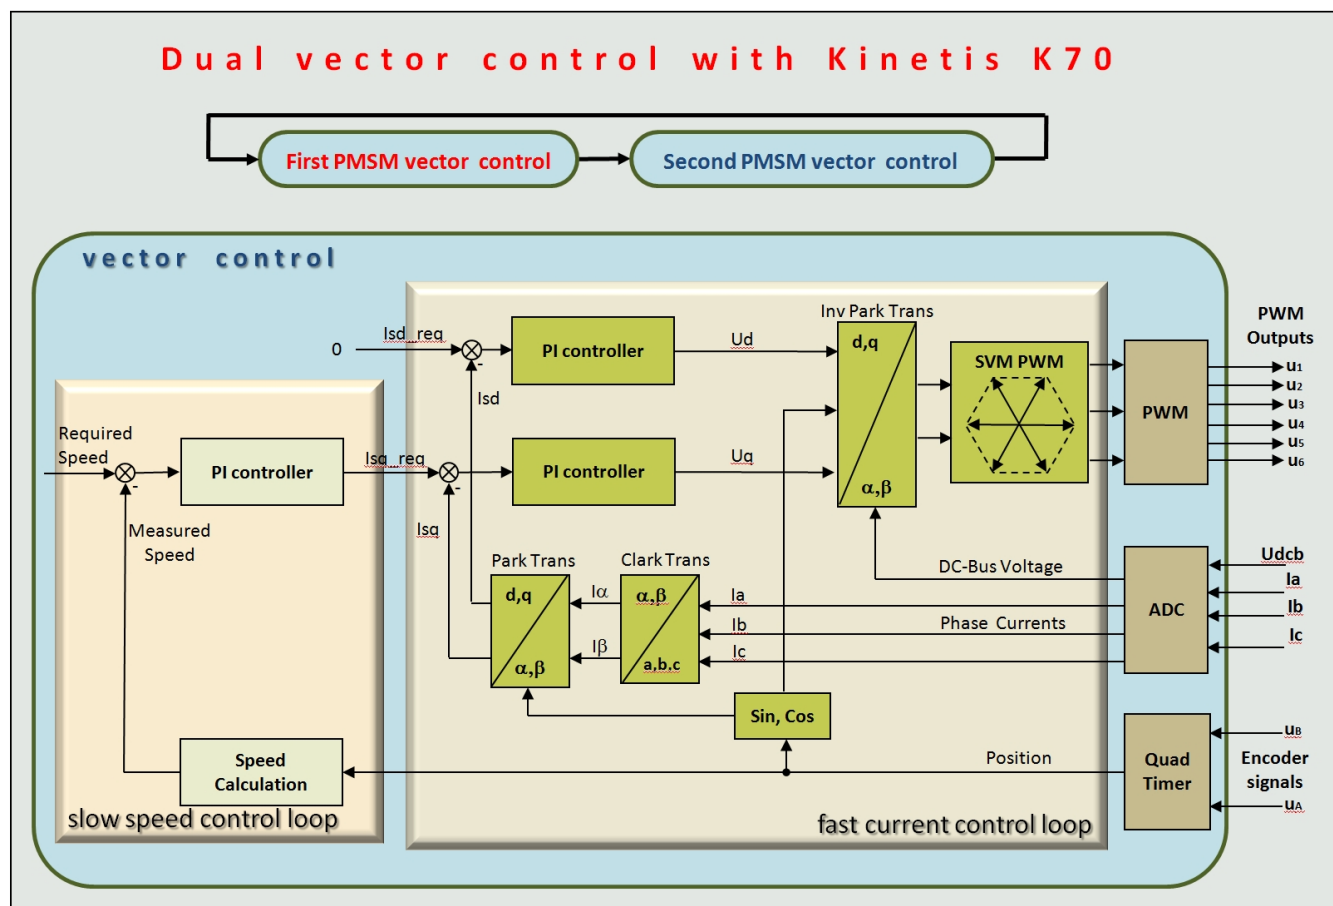 Dual vector control with Kinetis K70
First PMSM vector control
Second PMSM vector control
vector control
Inv Park Trans
PWM
Outputs
Isd_req
0
PI controller
Ud
d,q
SVM PWM
u1
u2
u3
u4
u5
u6
PWM
Isd
-
Required
Speed
PI controller
Isq_req
PI controller
Uq
α,β
-
-
Measured
Speed
Isq
Park Trans
Clark Trans
DC-Bus Voltage
Udcb
d,q
Iα
α,β
Ia
Ia
ADC
Ib
Phase Currents
Ib
α,β
Iβ
a,b.c
Ic
Ic
Sin, Cos
Speed
Calculation
Position
Quad
Timer
uB
Encoder
signals
uA
slow speed control loop
fast current control loop